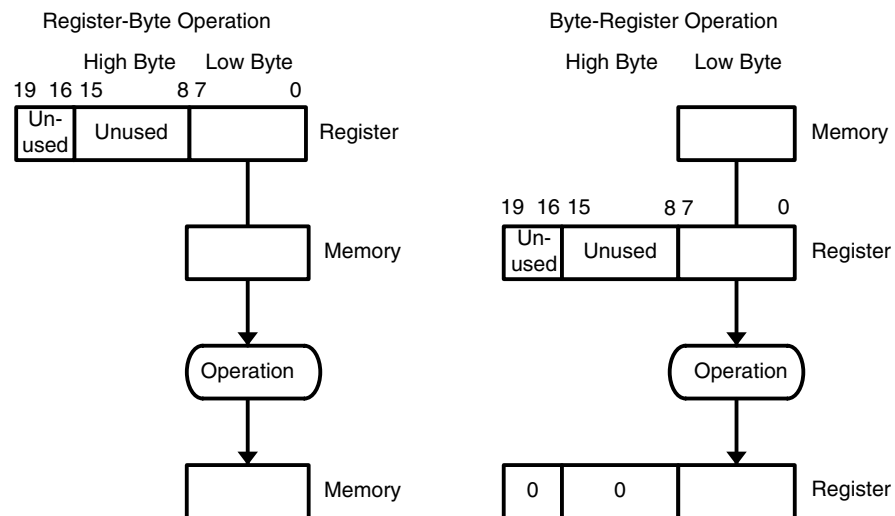 Register-Byte Operation
High Byte Low Byte
19 16 15 8 7 0
Un-
used
Unused
Register
Memory
Operation
Memory
Byte-Register Operation
High Byte Low Byte
Memory
19 16 15 8 7 0
Un-
used
Unused
Register
Operation
0 0
Register